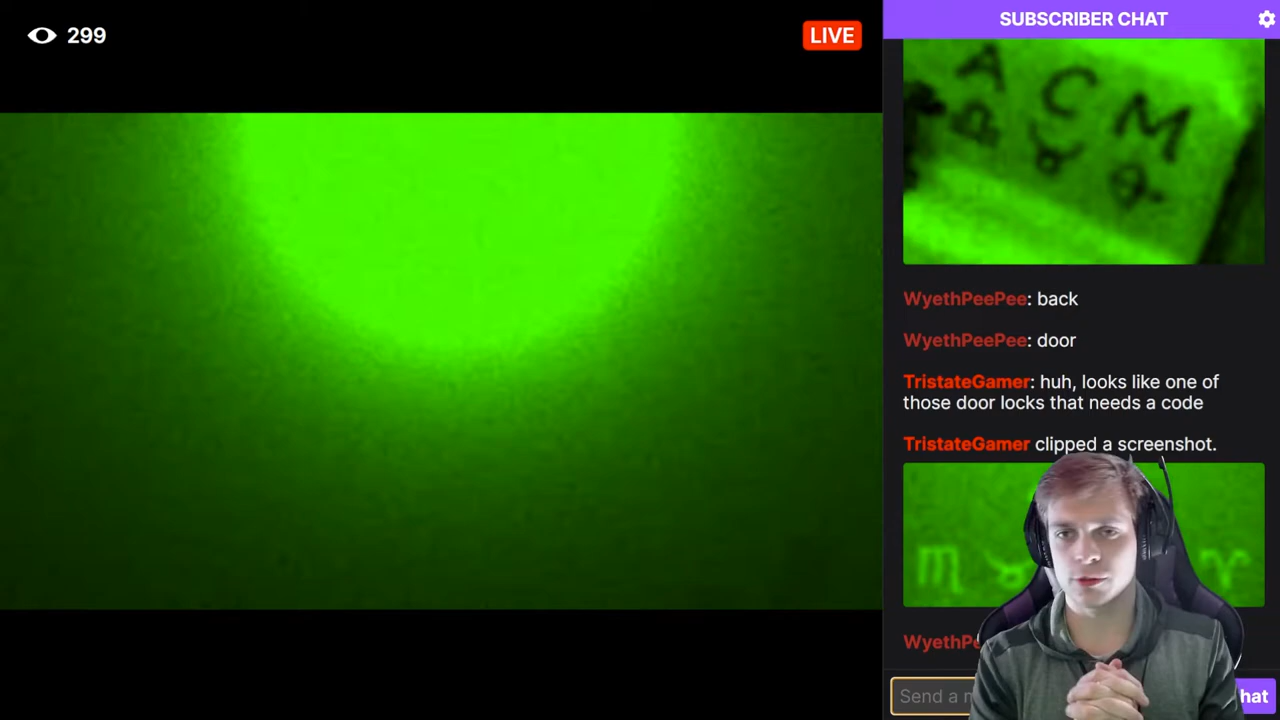 299
LIVE
SUBSCRIBER CHAT
A C M
WyethPeePee: back
WyethPeePee: door
TristateGamer: huh, looks like one of
those door locks that needs a code
TristateGamer clipped a screenshot.
♏ ♉ ♈
Send a
hat